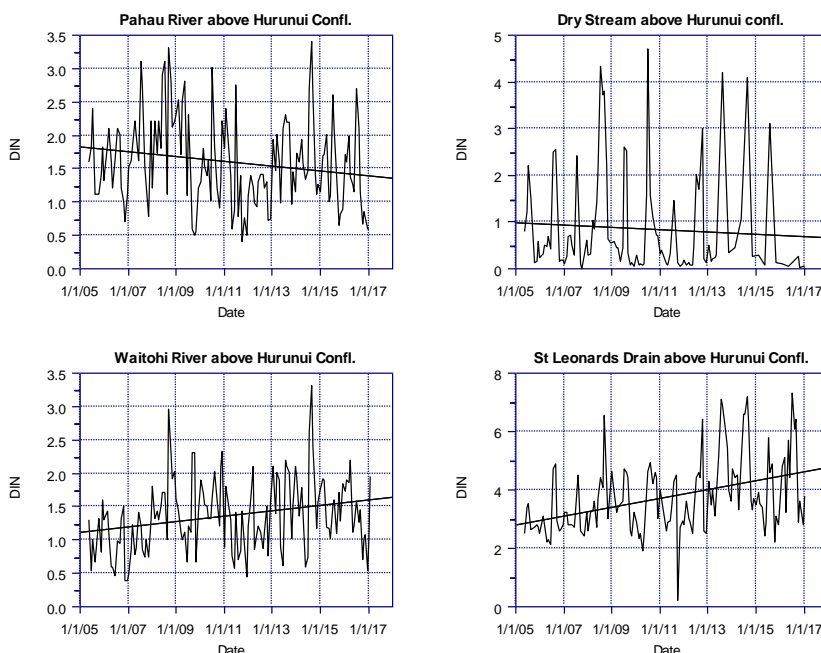 Pahau River above Hurunui Confl.
3.5
3.0
2.5
2.0
1.5
1.0
0.5
0.0
DIN
1/1/05 1/1/07 1/1/09 1/1/11 1/1/13 1/1/15 1/1/17
Date
Dry Stream above Hurunui confl.
5
4
3
2
1
0
DIN
1/1/05 1/1/07 1/1/09 1/1/11 1/1/13 1/1/15 1/1/17
Date
Waitohi River above Hurunui Confl.
3.5
3.0
2.5
2.0
1.5
1.0
0.5
0.0
DIN
1/1/05 1/1/07 1/1/09 1/1/11 1/1/13 1/1/15 1/1/17
Date
St Leonards Drain above Hurunui Confl.
8
6
4
2
0
DIN
1/1/05 1/1/07 1/1/09 1/1/11 1/1/13 1/1/15 1/1/17
Date